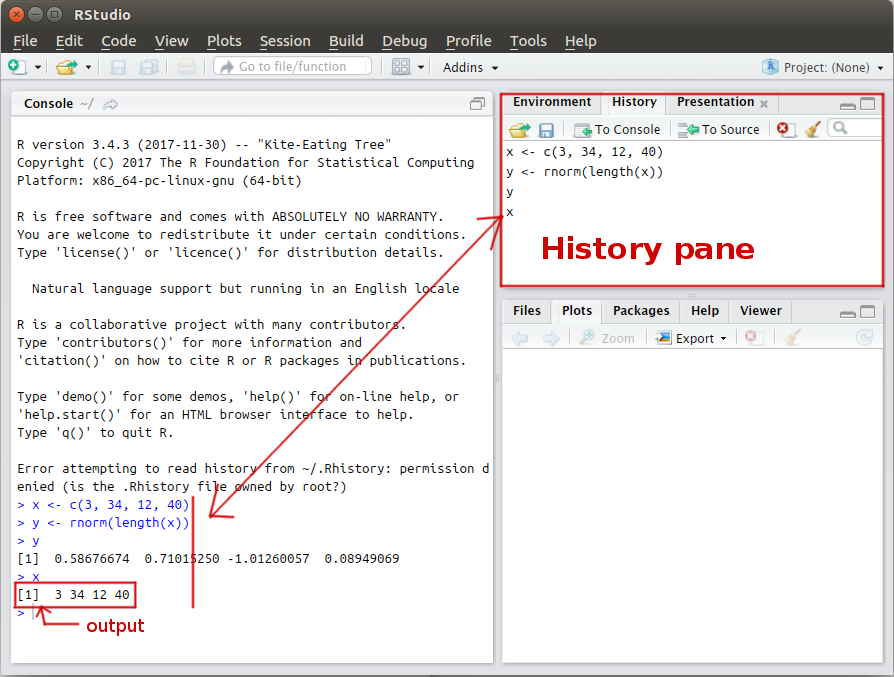 RStudio
File Edit Code View Plots Session Build Debug Profile Tools Help
Go to file/function Addins Project: (None)
Console ~/
R version 3.4.3 (2017-11-30) -- "Kite-Eating Tree"
Copyright (C) 2017 The R Foundation for Statistical Computing
Platform: x86_64-pc-linux-gnu (64-bit)
R is free software and comes with ABSOLUTELY NO WARRANTY.
You are welcome to redistribute it under certain conditions.
Type 'license()' or 'licence()' for distribution details.
Natural language support but running in an English locale
R is a collaborative project with many contributors.
Type 'contributors()' for more information and
'citation()' on how to cite R or R packages in publications.
Type 'demo()' for some demos, 'help()' for on-line help, or
'help.start()' for an HTML browser interface to help.
Type 'q()' to quit R.
Error attempting to read history from ~/.Rhistory: permission d
enied (is the .Rhistory file owned by root?)
> x <- c(3, 34, 12, 40)
> y <- rnorm(length(x))
> y
[1]  0.58676674  0.71015250 -1.01260057  0.08949069
> x
[1]  3 34 12 40
>
output
Environment History Presentation
To Console To Source
x <- c(3, 34, 12, 40)
y <- rnorm(length(x))
y
x
History pane
Files Plots Packages Help Viewer
Zoom Export